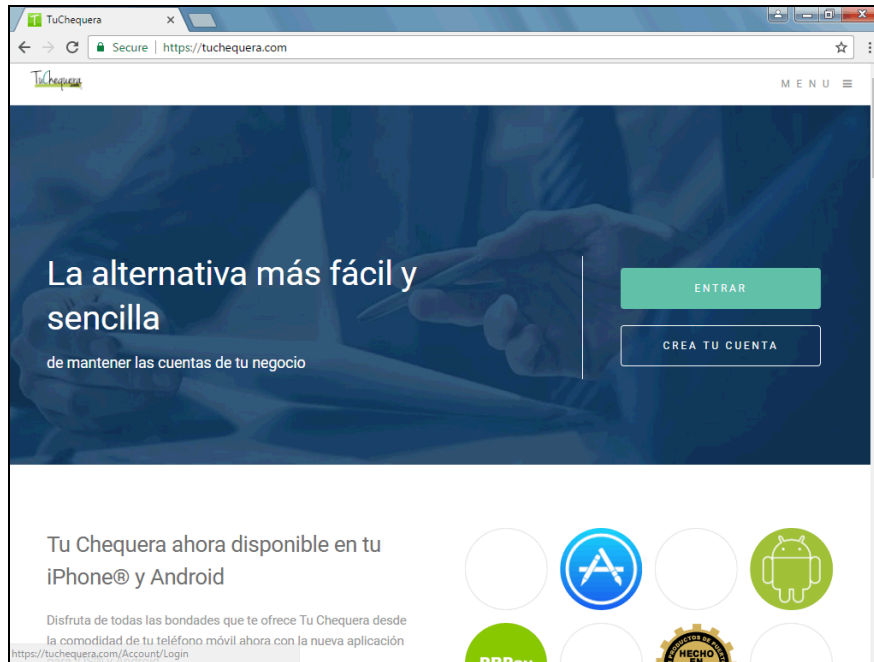 TuChequera
Secure | https://tuchequera.com
TuChequera
MENU
La alternativa más fácil y
sencilla
de mantener las cuentas de tu negocio
ENTRAR
CREA TU CUENTA
Tu Chequera ahora disponible en tu
iPhone® y Android
Disfruta de todas las bondades que te ofrece Tu Chequera desde
la comodidad de tu teléfono móvil ahora con la nueva aplicación
https://tuchequera.com/Account/Login
PRODUCTOS DE
HECHO
EN